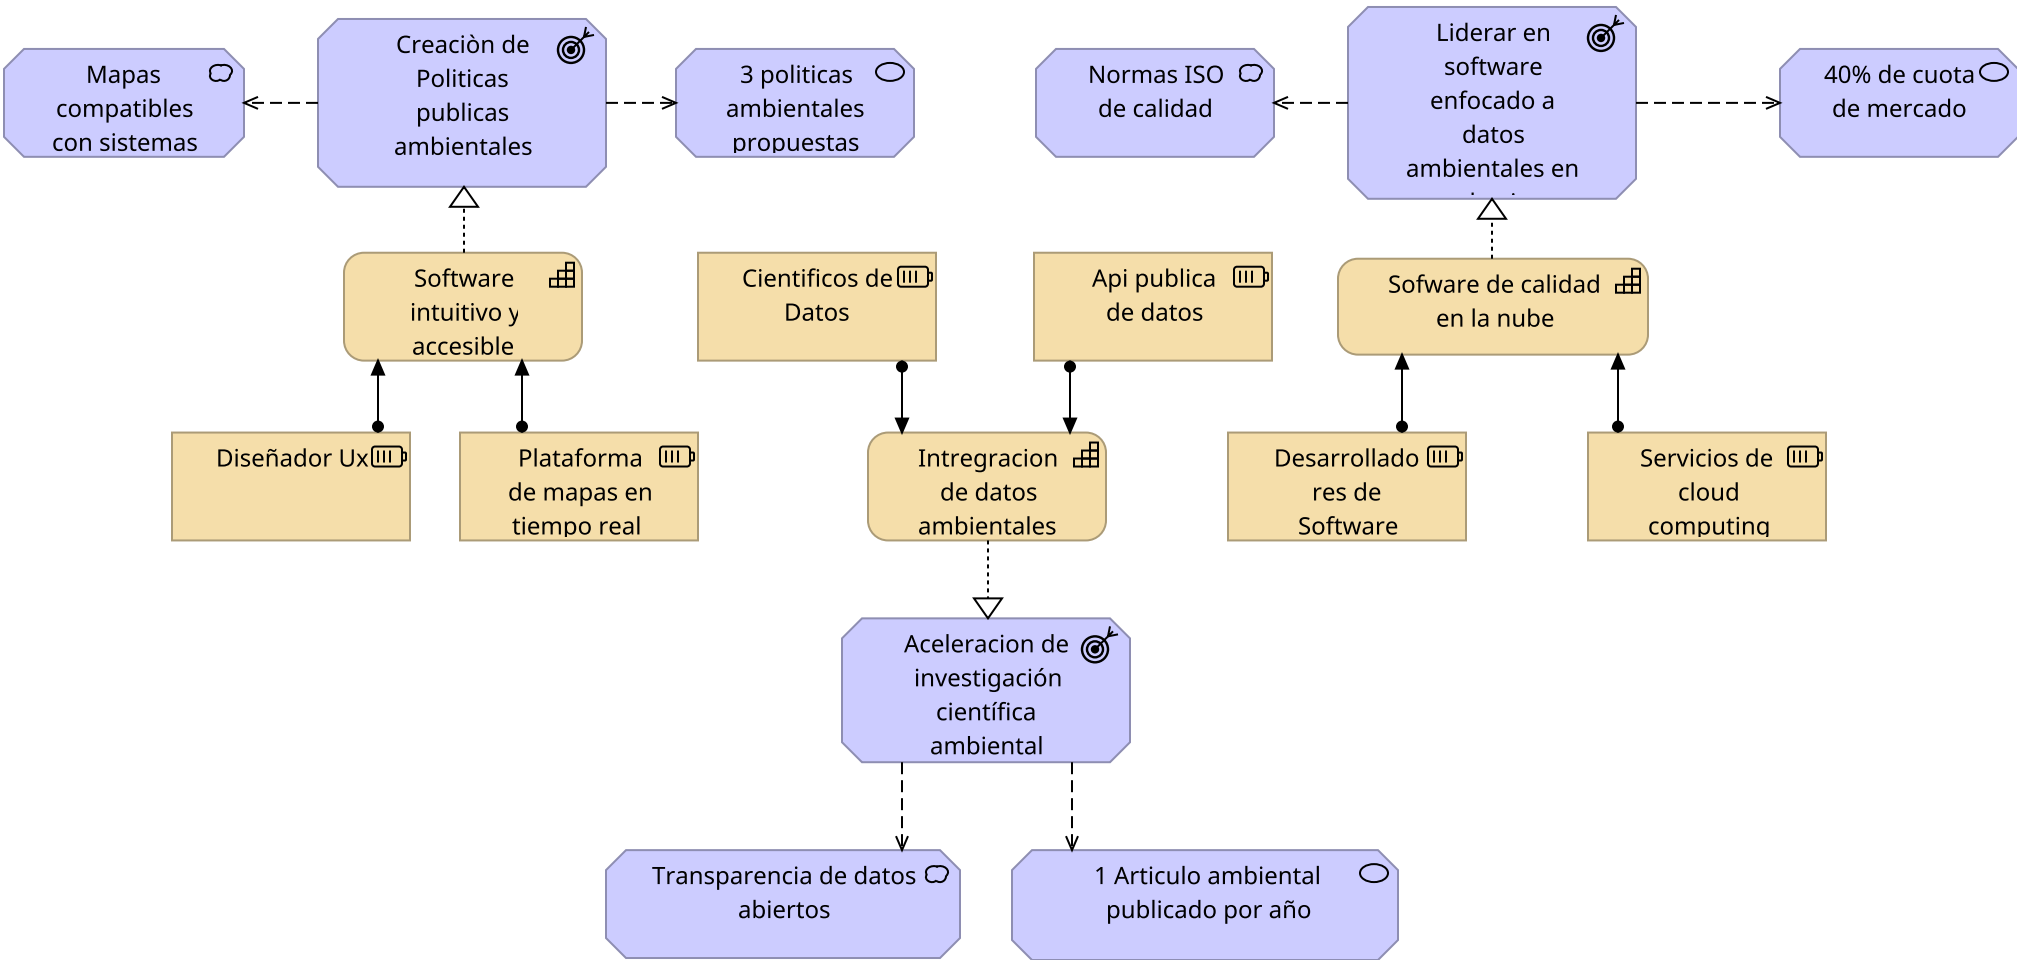 Mapas
compatibles
con sistemas
Creaciòn de
Politicas
publicas
ambientales
3 politicas
ambientales
propuestas
Normas ISO
de calidad
Liderar en
software
enfocado a
datos
ambientales en
40% de cuota
de mercado
Software
intuitivo y
accesible
Cientificos de
Datos
Api publica
de datos
Sofware de calidad
en la nube
Diseñador Ux
Plataforma
de mapas en
tiempo real
Intregracion
de datos
ambientales
Desarrollado
res de
Software
Servicios de
cloud
computing
Aceleracion de
investigación
científica
ambiental
Transparencia de datos
abiertos
1 Articulo ambiental
publicado por año